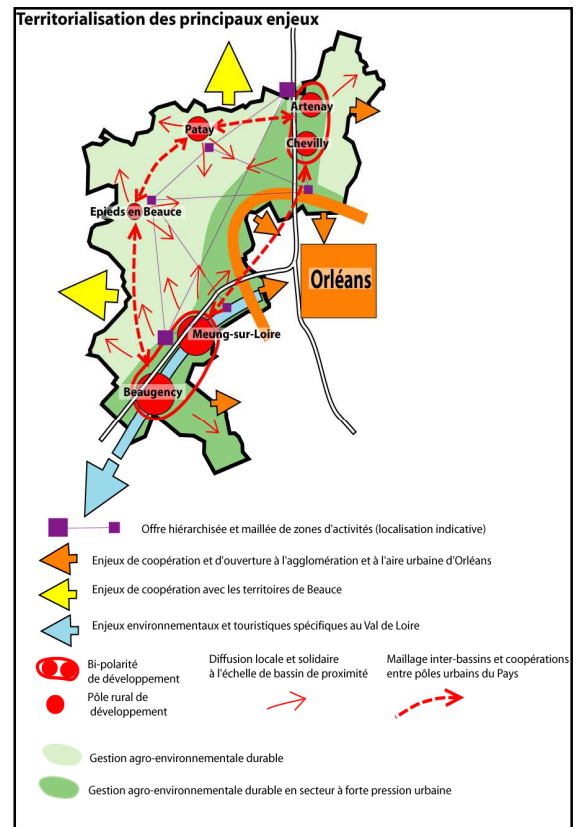 Territorialisation des principaux enjeux
Artenay
Patay
Chevilly
Epieds en Beauce
Orléans
Meung-sur-Loire
Beaugency
Offre hiérarchisée et maillée de zones d'activités (localisation indicative)
Enjeux de coopération et d'ouverture à l'agglomération et à l'aire urbaine d'Orléans
Enjeux de coopération avec les territoires de Beauce
Enjeux environnementaux et touristiques spécifiques au Val de Loire
Bi-polarité
de développement
Diffusion locale et solidaire
à l'échelle de bassin de proximité
Maillage inter-bassins et coopérations
entre pôles urbains du Pays
Pôle rural de
développement
Gestion agro-environnementale durable
Gestion agro-environnementale durable en secteur à forte pression urbaine